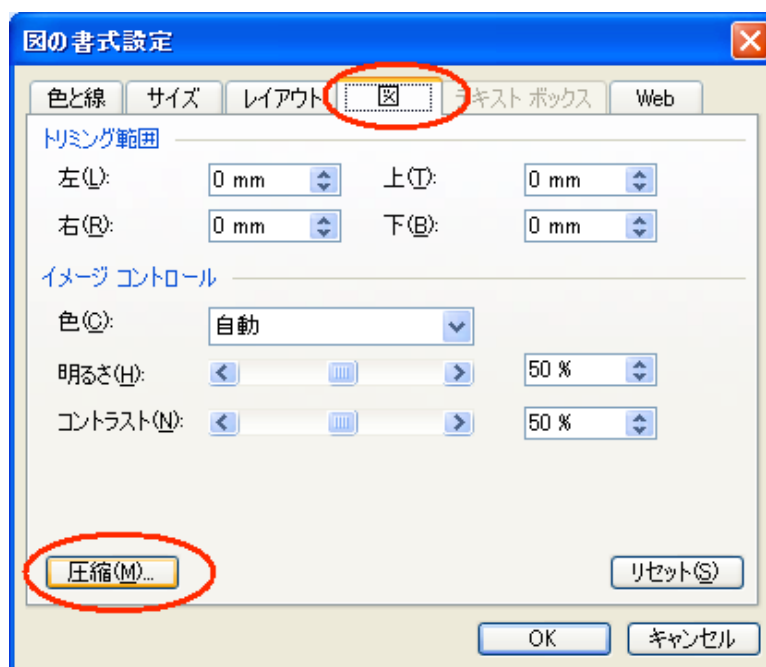 図の書式設定
色と線 サイズ レイアウト 図 テキスト ボックス Web
トリミング範囲
左(L): 0 mm 上(T): 0 mm
右(R): 0 mm 下(B): 0 mm
イメージ コントロール
色(C): 自動
明るさ(H): 50 %
コントラスト(N): 50 %
圧縮(M)... リセット(S)
OK キャンセル